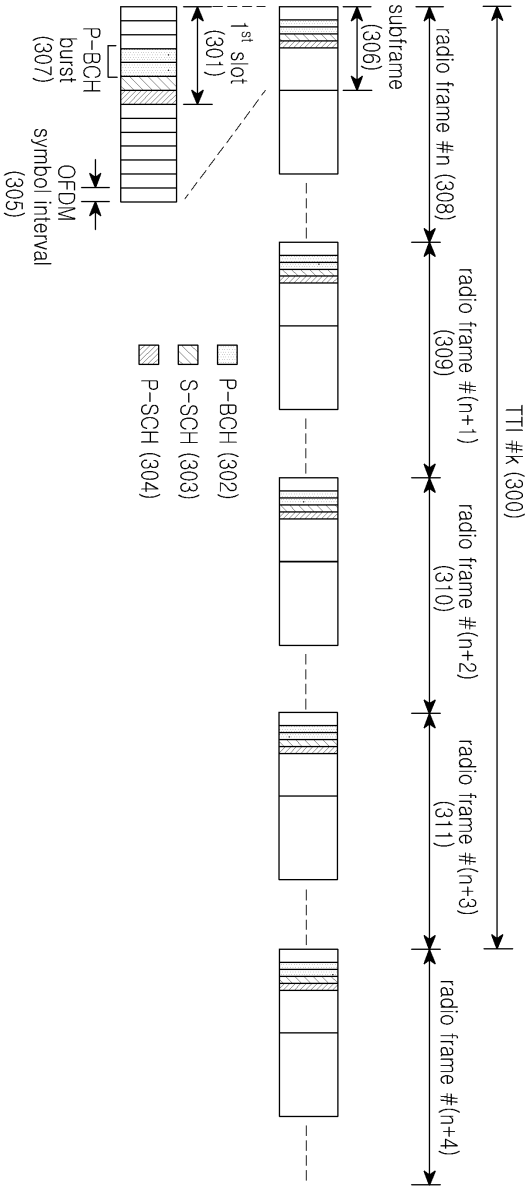 TTI #k (300)
radio frame #n (308)
radio frame #(n+1)
(309)
radio frame #(n+2)
(310)
radio frame #(n+3)
(311)
radio frame #(n+4)
subframe
(306)
1st slot
(301)
P-BCH
burst
(307)
OFDM
symbol interval
(305)
P-BCH (302)
S-SCH (303)
P-SCH (304)